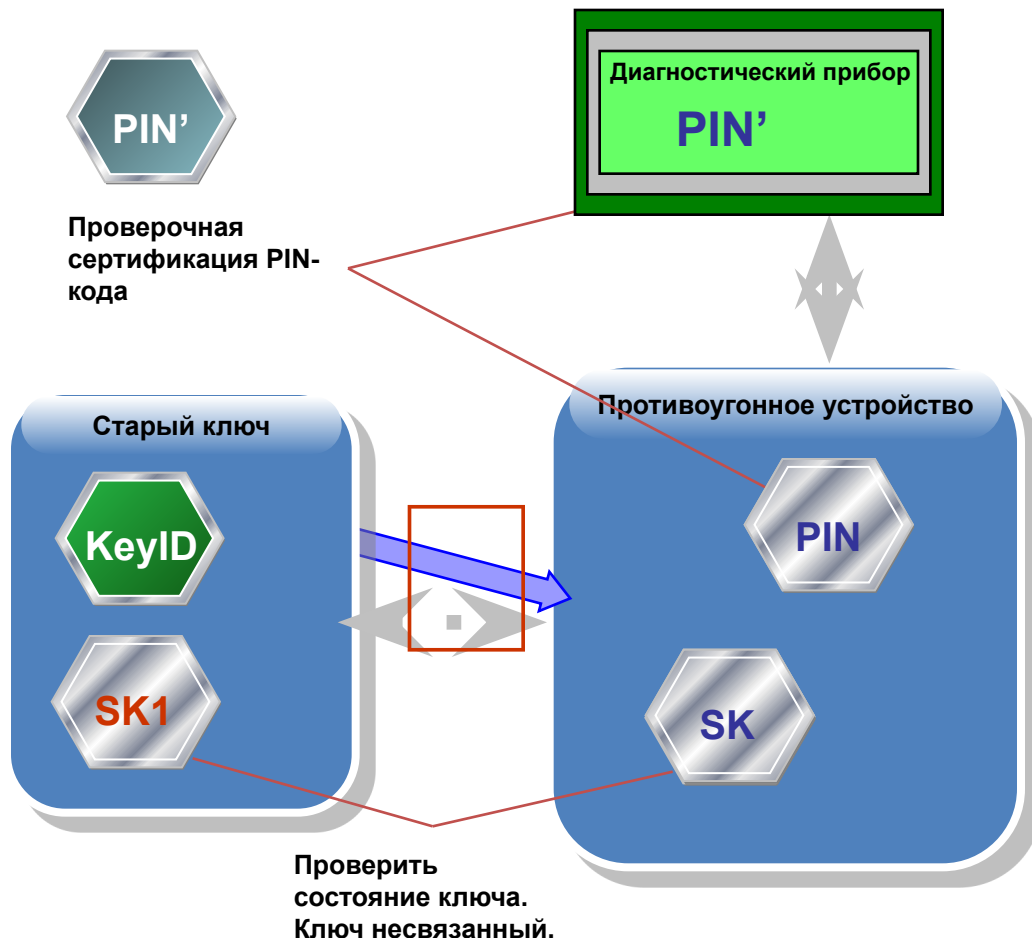 Диагностический прибор
PIN’
PIN’
Проверочная
сертификация PIN-
кода
Старый ключ
Противоугонное устройство
KeyID
PIN
SK1
SK
Проверить
состояние ключа.
Ключ несвязанный.